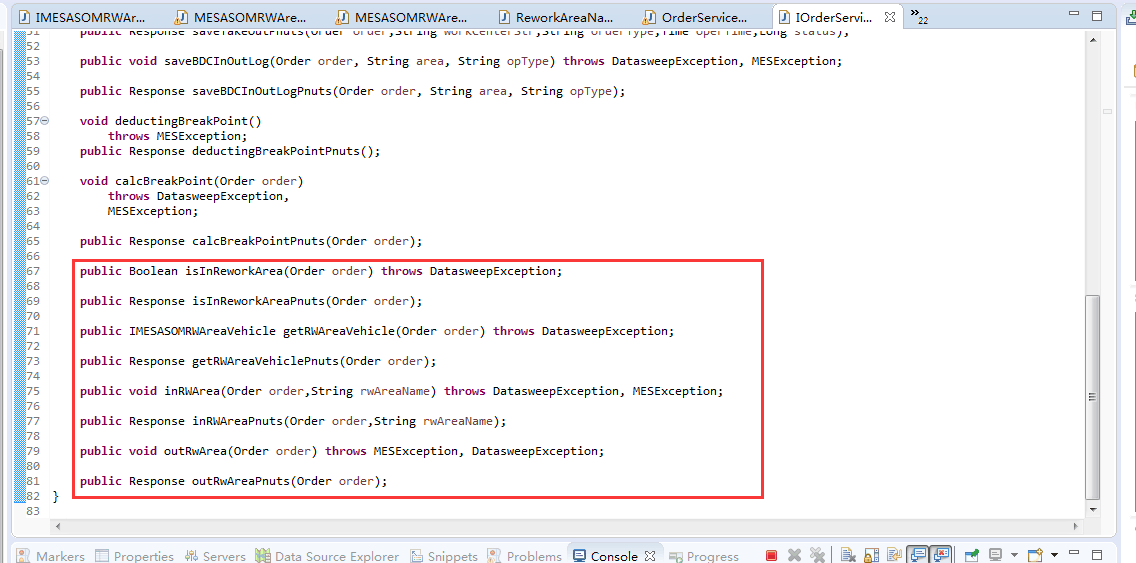 IMESASOMRWAr...
MESASOMRWAre...
MESASOMRWAre...
ReworkAreaNa...
OrderService...
IOrderServi...
»22
51 public Response saveTakeOutPnuts(Order order,String workCenterStr,String orderType,Time operTime,Long status);
52
53 public void saveBDCInOutLog(Order order, String area, String opType) throws DatasweepException, MESException;
54
55 public Response saveBDCInOutLogPnuts(Order order, String area, String opType);
56
57 void deductingBreakPoint()
58 throws MESException;
59 public Response deductingBreakPointPnuts();
60
61 void calcBreakPoint(Order order)
62 throws DatasweepException,
63 MESException;
64
65 public Response calcBreakPointPnuts(Order order);
66
67 public Boolean isInReworkArea(Order order) throws DatasweepException;
68
69 public Response isInReworkAreaPnuts(Order order);
70
71 public IMESASOMRWAreaVehicle getRWAreaVehicle(Order order) throws DatasweepException;
72
73 public Response getRWAreaVehiclePnuts(Order order);
74
75 public void inRWArea(Order order,String rwAreaName) throws DatasweepException, MESException;
76
77 public Response inRWAreaPnuts(Order order,String rwAreaName);
78
79 public void outRwArea(Order order) throws MESException, DatasweepException;
80
81 public Response outRwAreaPnuts(Order order);
82 }
83
Markers
Properties
Servers
Data Source Explorer
Snippets
Problems
Console
Progress